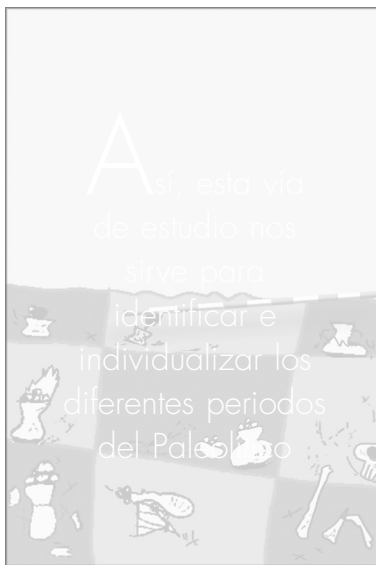 Así, esta vía
de estudio nos
sirve para
identificar e
individualizar los
diferentes periodos
del Paleolítico